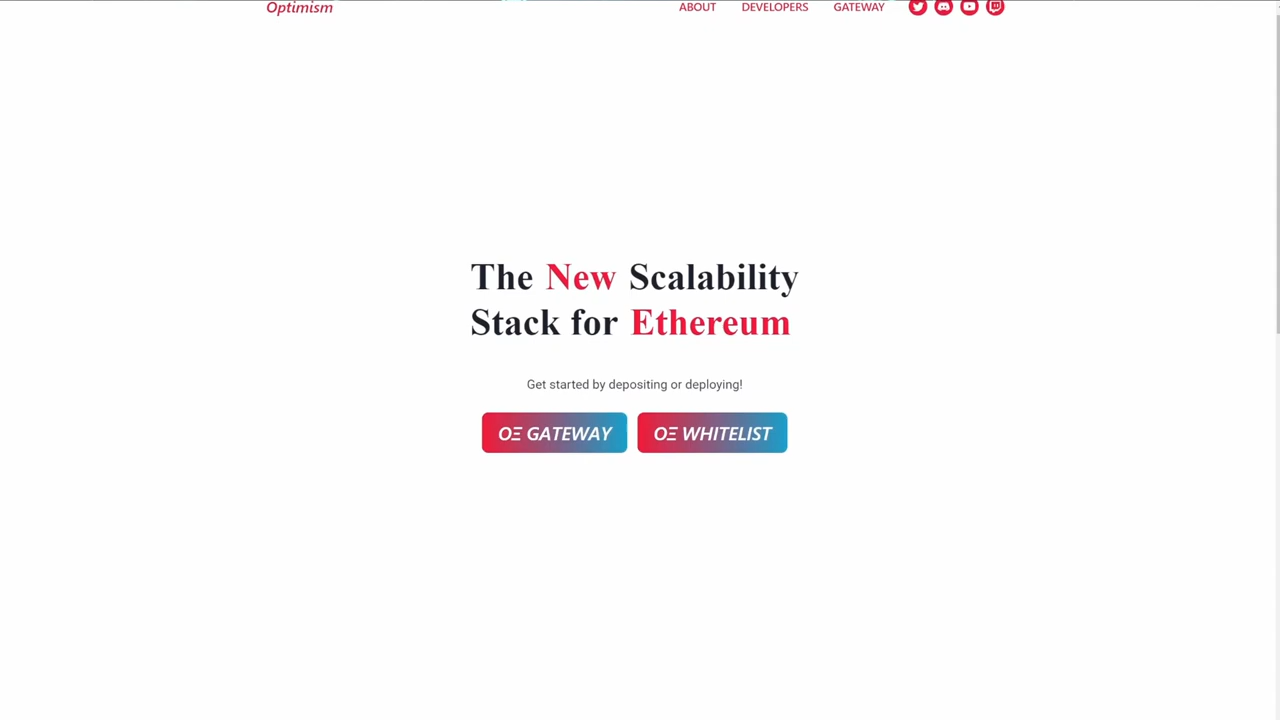 Optimism
ABOUT DEVELOPERS GATEWAY
The New Scalability
Stack for Ethereum
Get started by depositing or deploying!
OΞ GATEWAY OΞ WHITELIST